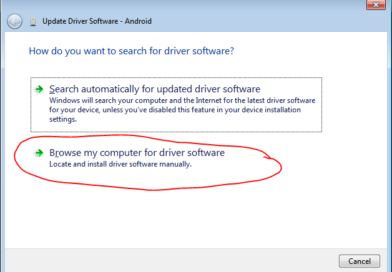 Update Driver Software - Android
How do you want to search for driver software?
Search automatically for updated driver software
Windows will search your computer and the Internet for the latest driver software
for your device, unless you've disabled this feature in your device installation
settings.
Browse my computer for driver software
Locate and install driver software manually.
Cancel